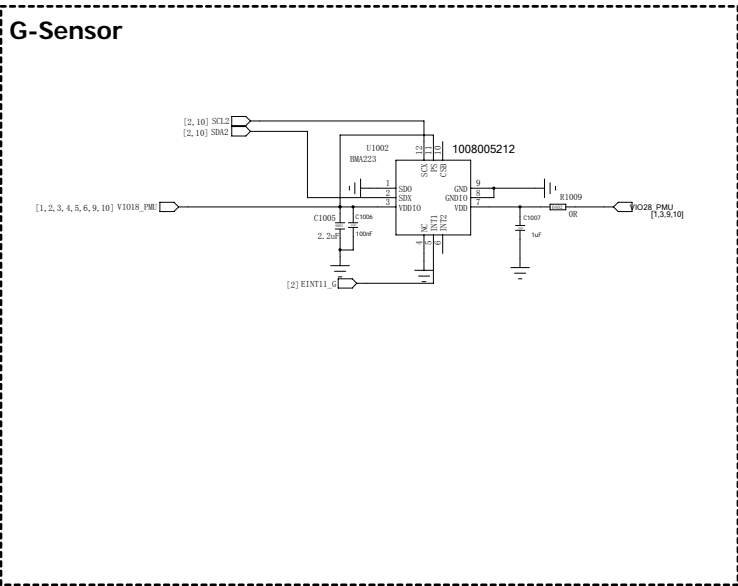 G-Sensor
[2,10] SCL2
[2,10] SDA2
U1002
BMA223
1008005212
12
11
10
SCX
PS
CSB
1
SDO
2
SDX
3
VDDIO
GND
9
GNDIO
8
VDD
7
NC
INT1
INT2
4
5
6
[1,2,3,4,5,6,9,10] VIO18_PMU
C1005
2.2uF
C1006
100nF
R1009
0R
C1007
1uF
VIO28_PMU
[1,3,9,10]
[2] EINT11_G